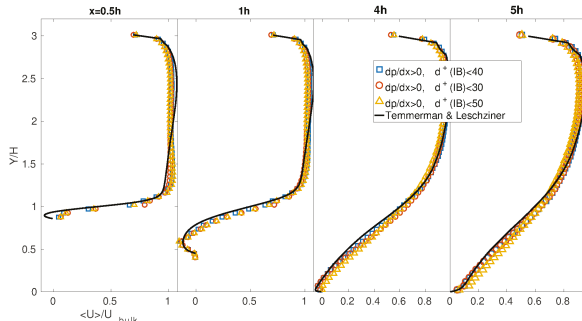 x=0.5h 1h 4h 5h
3
2.5
2
1.5
1
0.5
0
Y/H
dp/dx>0, d⁺(IB)<40
dp/dx>0, d⁺(IB)<30
dp/dx>0, d⁺(IB)<50
Temmerman & Leschziner
0 1 0 1 0 0.2 0.4 0.6 0.8 0 0.2 0.4 0.6 0.8
<U>/U bulk